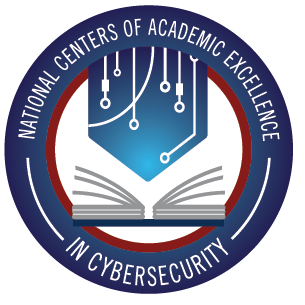 NATIONAL CENTERS OF ACADEMIC EXCELLENCE
IN CYBERSECURITY